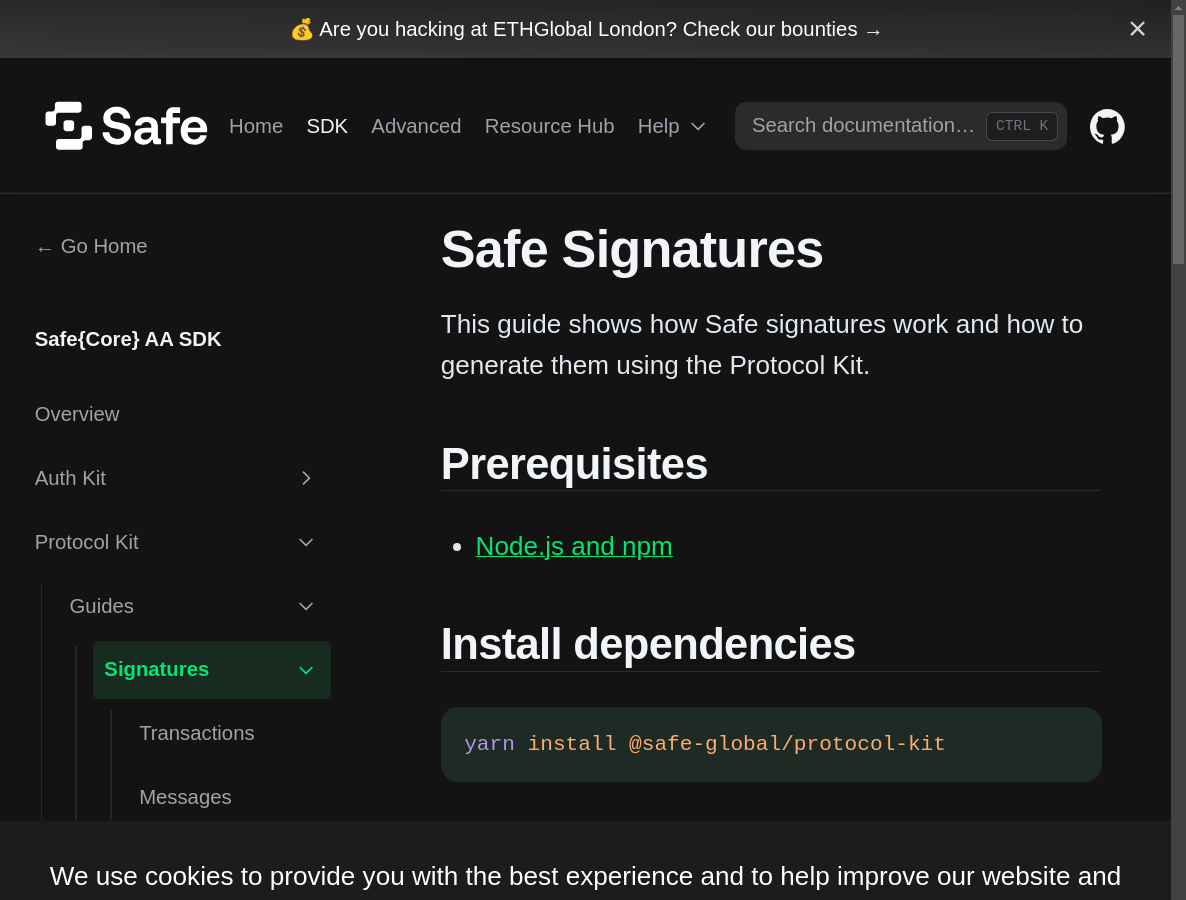 💰 Are you hacking at ETHGlobal London? Check our bounties →
Safe
Home
SDK
Advanced
Resource Hub
Help
Search documentation…
CTRL K
← Go Home
Safe{Core} AA SDK
Overview
Auth Kit
Protocol Kit
Guides
Signatures
Transactions
Messages
Safe Signatures
This guide shows how Safe signatures work and how to
generate them using the Protocol Kit.
Prerequisites
• Node.js and npm
Install dependencies
yarn install @safe-global/protocol-kit
We use cookies to provide you with the best experience and to help improve our website and